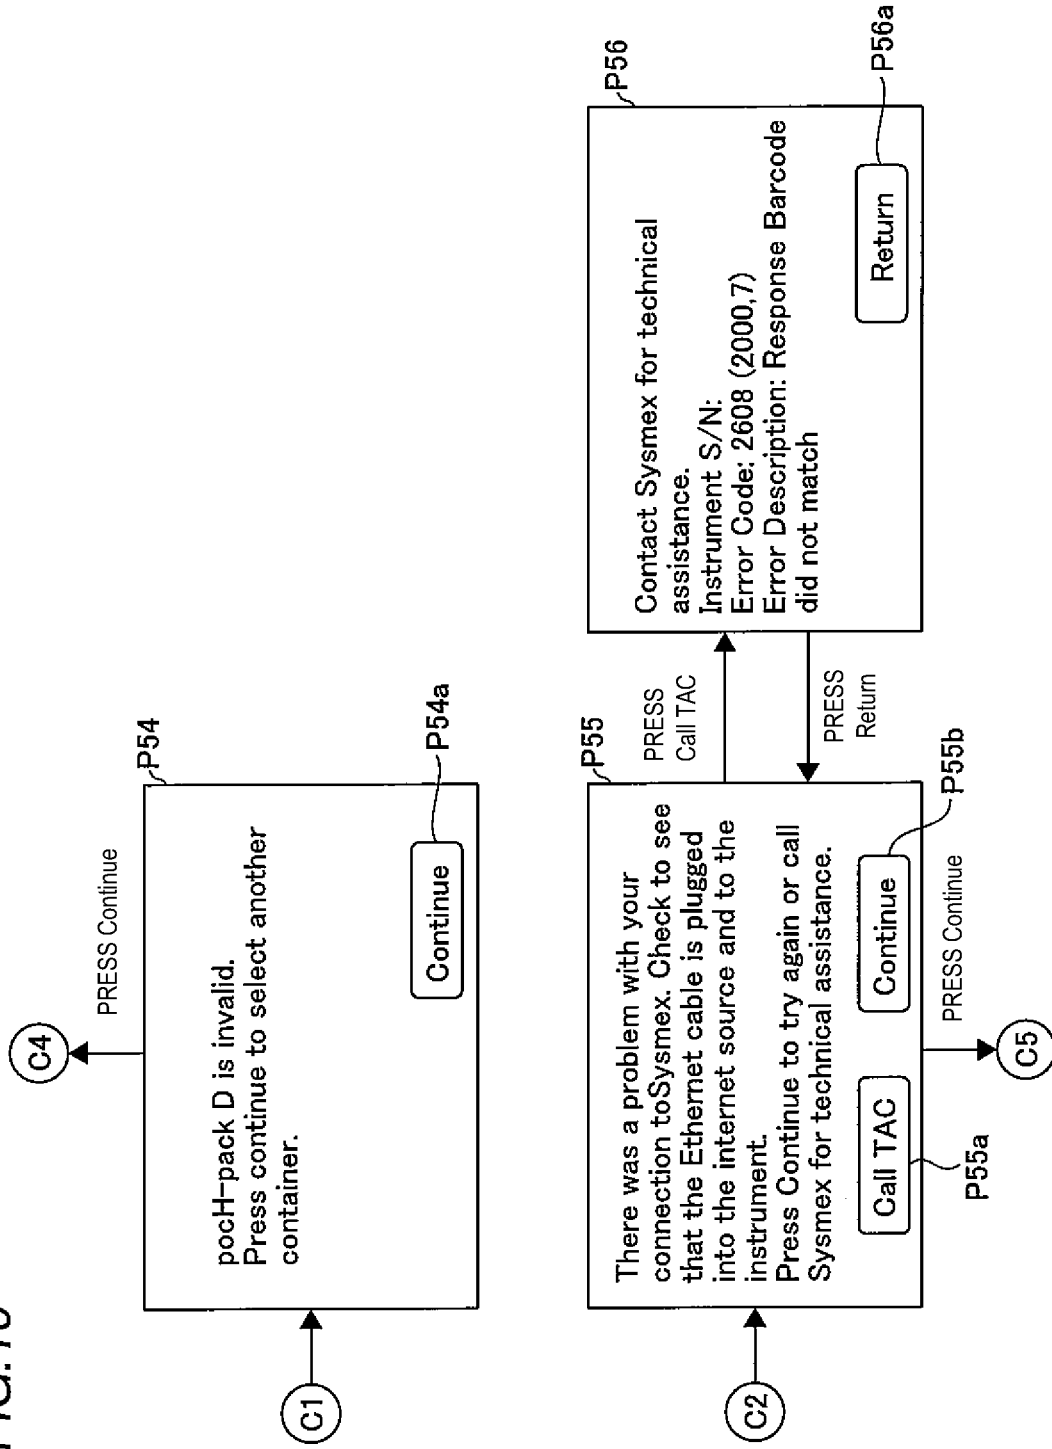 C4
PRESS Continue
P54
pocH-pack D is invalid.
Press continue to select another
container.
C1
Continue
P54a
P55
P56
There was a problem with your
connection toSysmex. Check to see
that the Ethernet cable is plugged
into the internet source and to the
instrument.
Press Continue to try again or call
Sysmex for technical assistance.
C2
Call TAC
Continue
P55a
P55b
PRESS Continue
C5
PRESS
Call TAC
PRESS
Return
Contact Sysmex for technical
assistance.
Instrument S/N:
Error Code: 2608 (2000,7)
Error Description: Response Barcode
did not match
Return
P56a